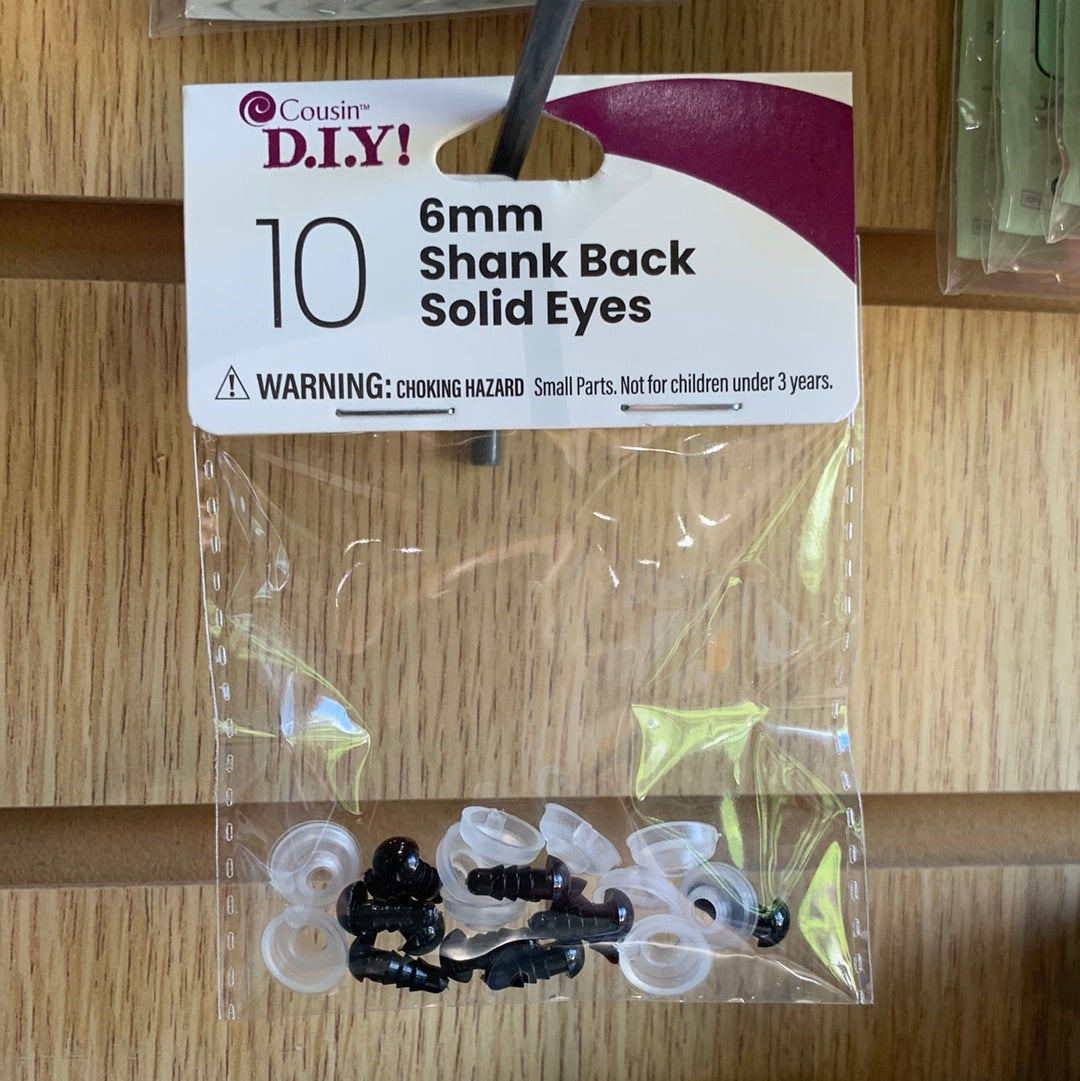 Cousin™
D.I.Y!
10
6mm
Shank Back
Solid Eyes
WARNING: CHOKING HAZARD Small Parts. Not for children under 3 years.